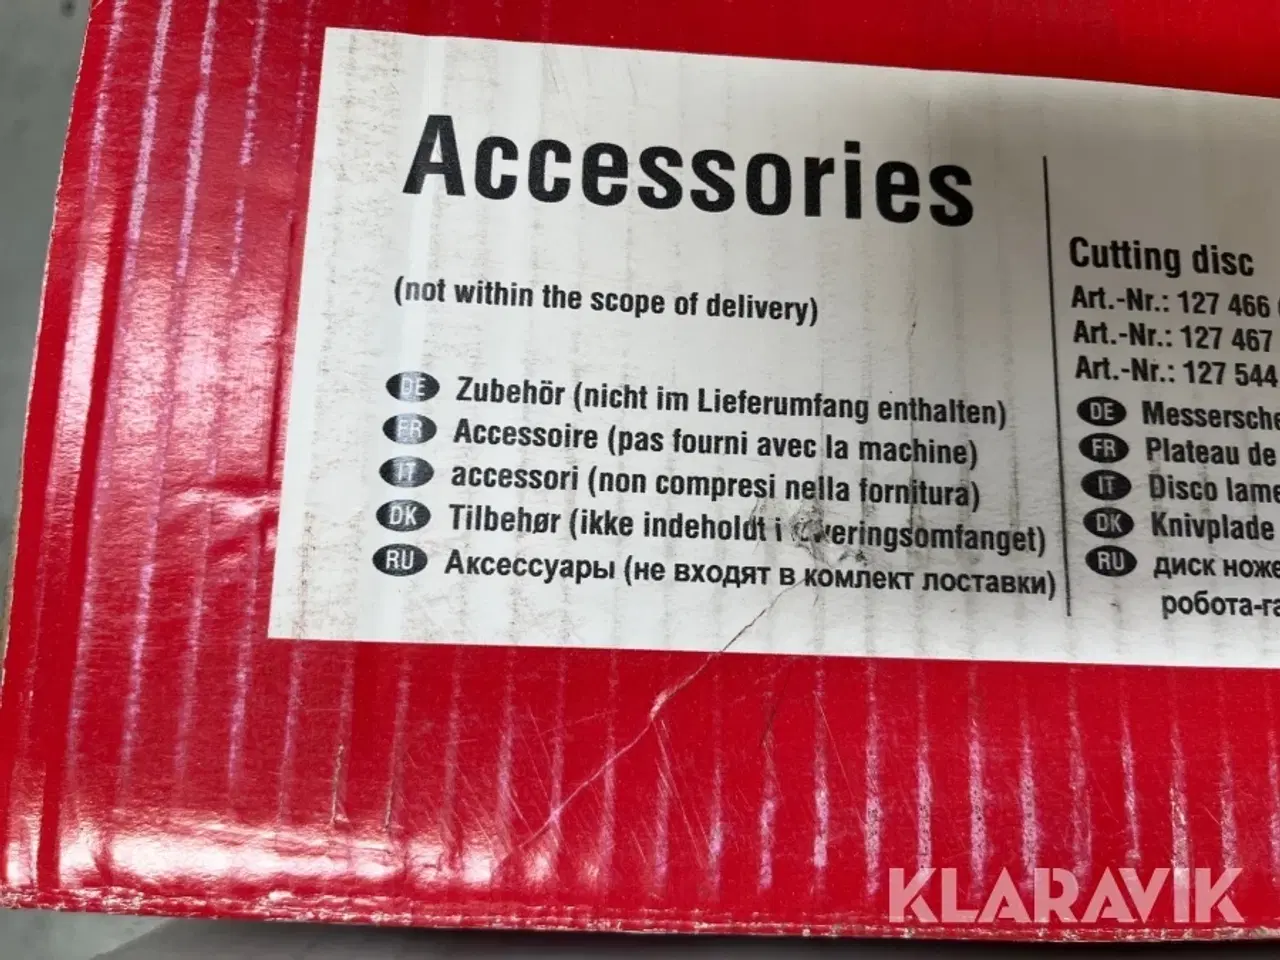 Accessories
(not within the scope of delivery)
DE Zubehör (nicht im Lieferumfang enthalten)
FR Accessoire (pas fourni avec la machine)
IT accessori (non compresi nella fornitura)
DK Tilbehør (ikke indeholdt i
RU Аксессуары (не входят в комлект лоставки)
Cutting disc
Art.-Nr.: 127 466
Art.-Nr.: 127 467
Art.-Nr.: 127 544
DE
FR Plateau de
IT Disco
DK Knivplade
RU диск
KLARAVIK